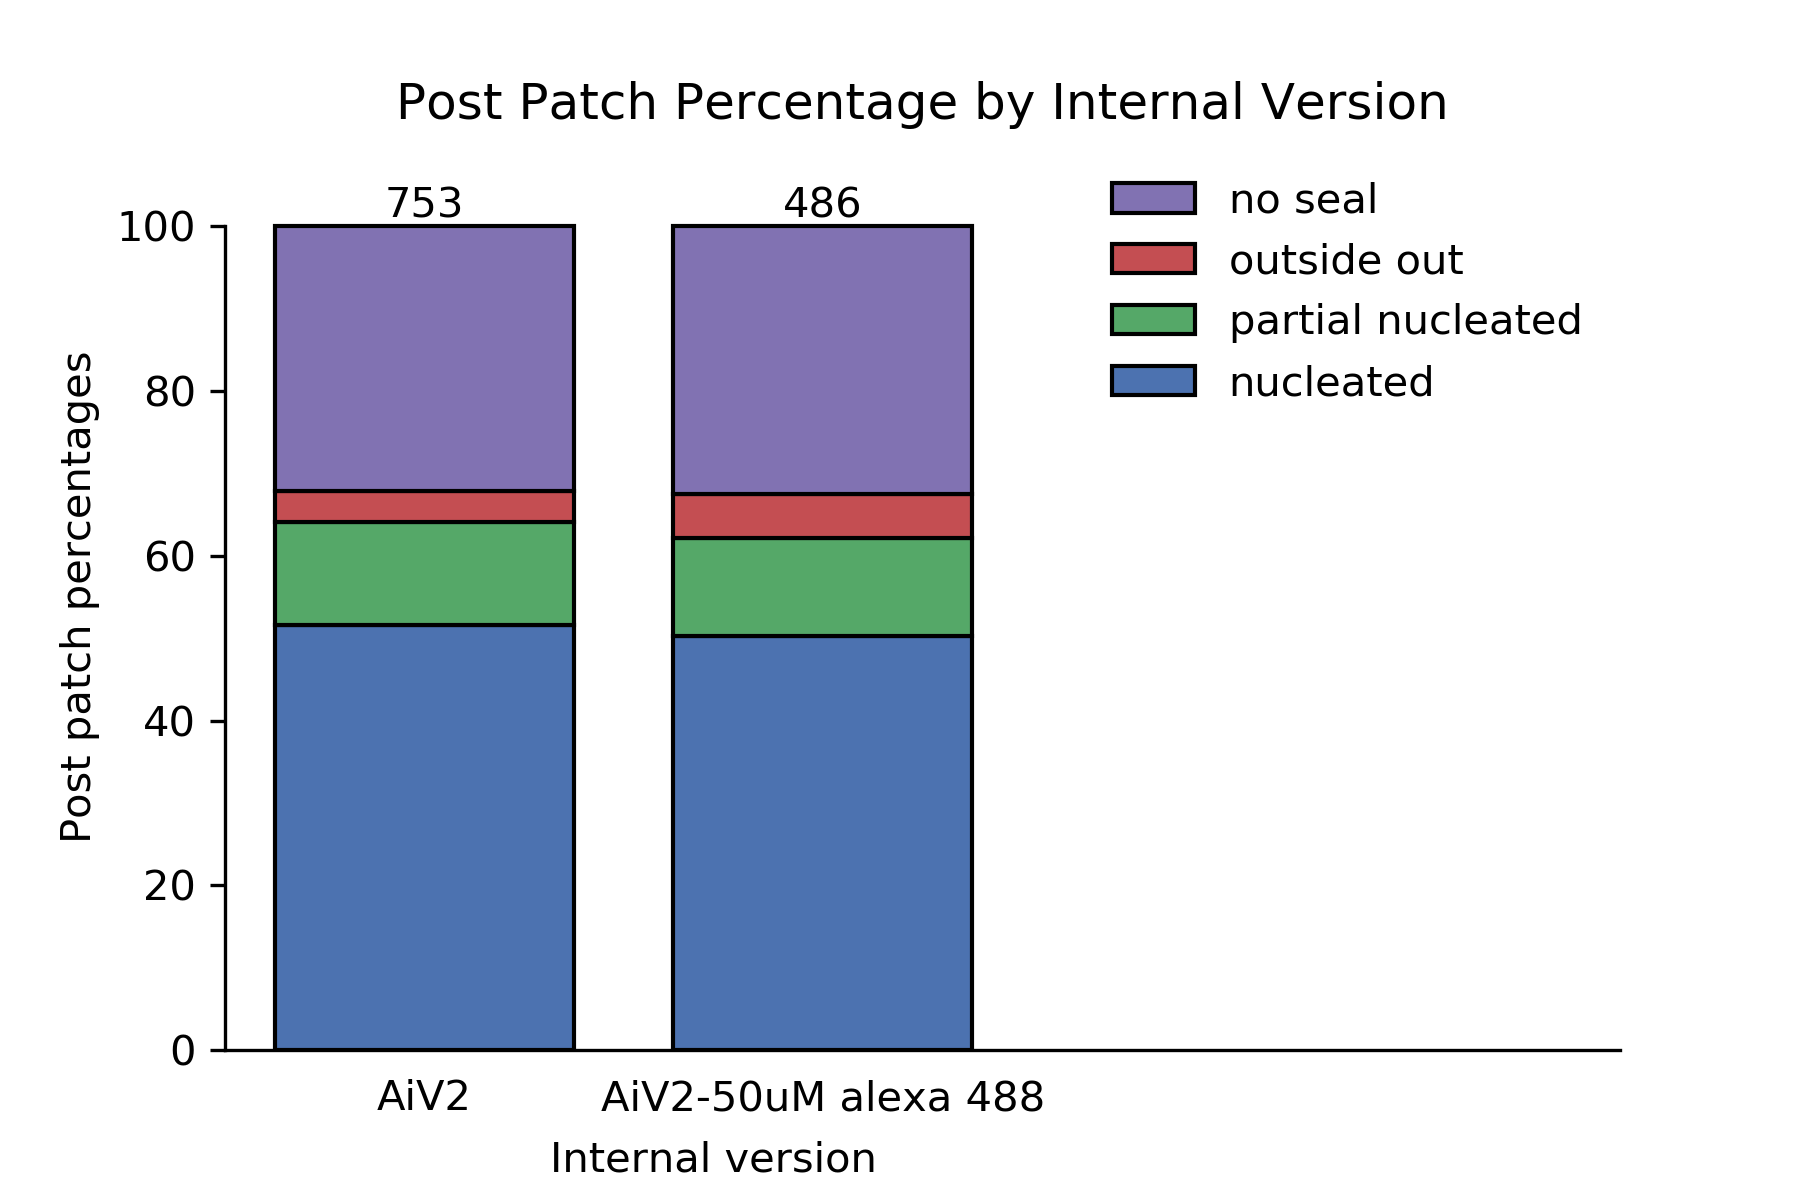 Post Patch Percentage by Internal Version
753
486
no seal
outside out
partial nucleated
nucleated
Post patch percentages
100
80
60
40
20
0
AiV2
AiV2-50uM alexa 488
Internal version